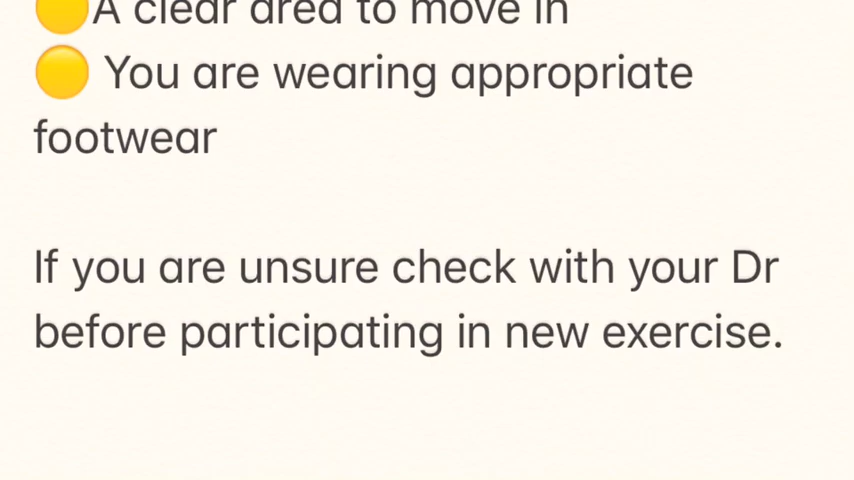 🟡A clear area to move in
🟡 You are wearing appropriate
footwear
If you are unsure check with your Dr
before participating in new exercise.